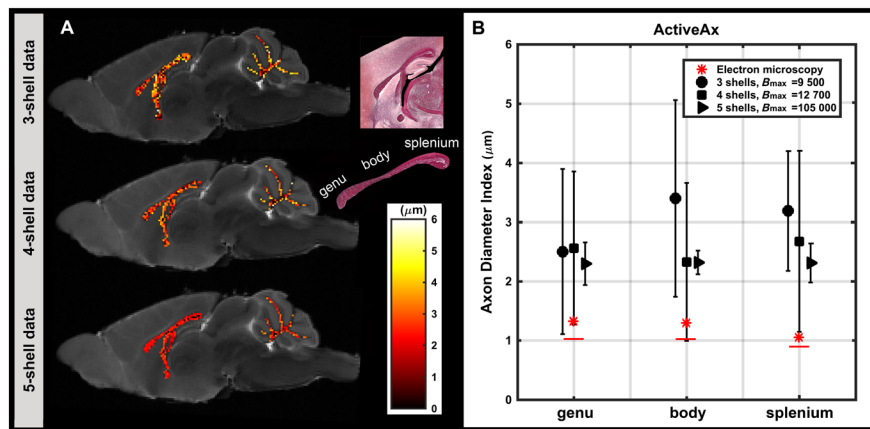 A
3-shell data
4-shell data
5-shell data
genu
body
splenium
(μm)
6
5
4
3
2
1
0
B
ActiveAx
Axon Diameter Index (μm)
6
5
4
3
2
1
0
Electron microscopy
3 shells, Bmax =9 500
4 shells, Bmax =12 700
5 shells, Bmax =105 000
genu
body
splenium